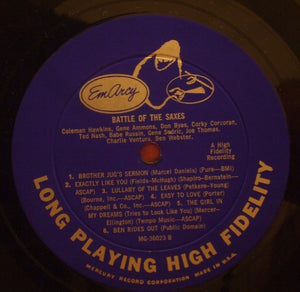 EmArcy
BATTLE OF THE SAXES
Coleman Hawkins, Gene Ammons, Don Byas, Corky Corcoran,
Ted Nash, Babe Russin, Gene Sedric, Joe Thomas,
Charlie Ventura, Ben Webster.
A High
Fidelity
Recording
1. BROTHER JUG'S SERMON (Marcel Daniels) (Pure—BMI)
2. EXACTLY LIKE YOU (Fields-McHugh) (Shapiro-Bernstein—
ASCAP) 3. LULLABY OF THE LEAVES (Petkere-Young)
(Bourne, Inc.—ASCAP) 4. EASY TO LOVE (Porter)
(Chappell & Co., Inc.—ASCAP) 5. THE GIRL IN
MY DREAMS (Tries to Look Like You) (Mercer-
Ellington) (Tempo Music—ASCAP)
6. BEN RIDES OUT (Public Domain)
MG-36023 B
LONG PLAYING HIGH FIDELITY
MERCURY RECORD CORPORATION MADE IN U.S.A.